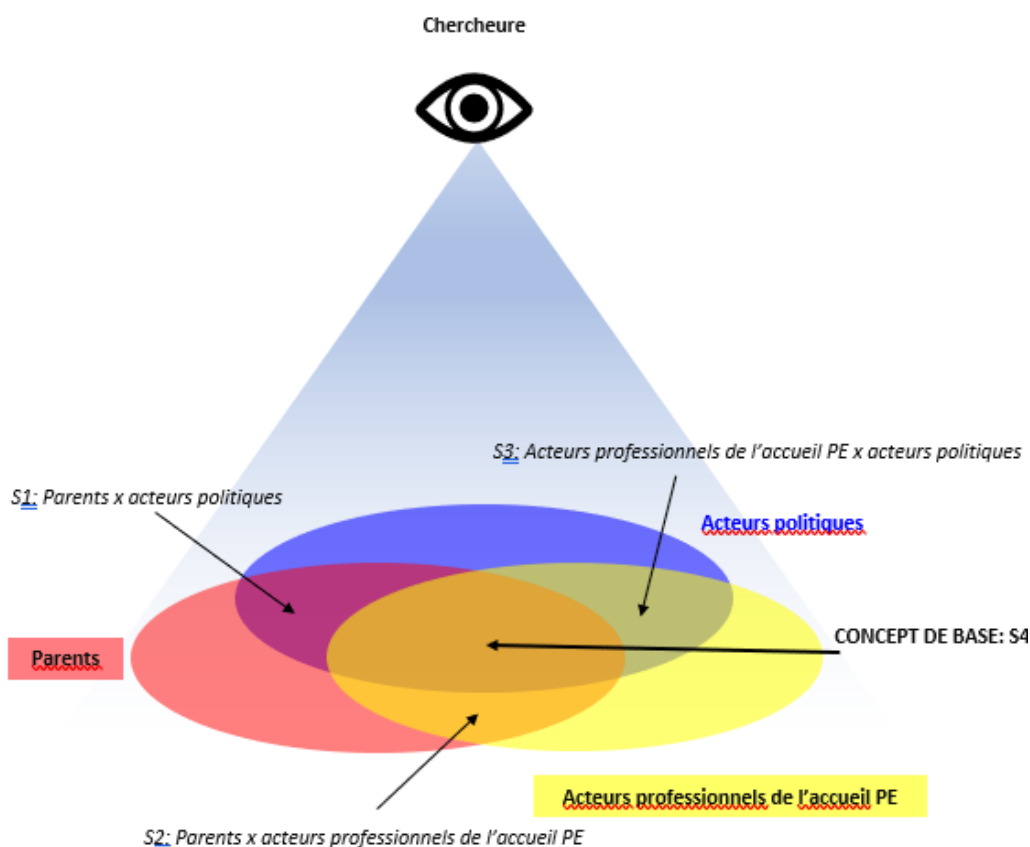 Chercheure
S3: Acteurs professionnels de l’accueil PE x acteurs politiques
S1: Parents x acteurs politiques
Acteurs politiques
CONCEPT DE BASE: S4
Parents
Acteurs professionnels de l’accueil PE
S2: Parents x acteurs professionnels de l’accueil PE